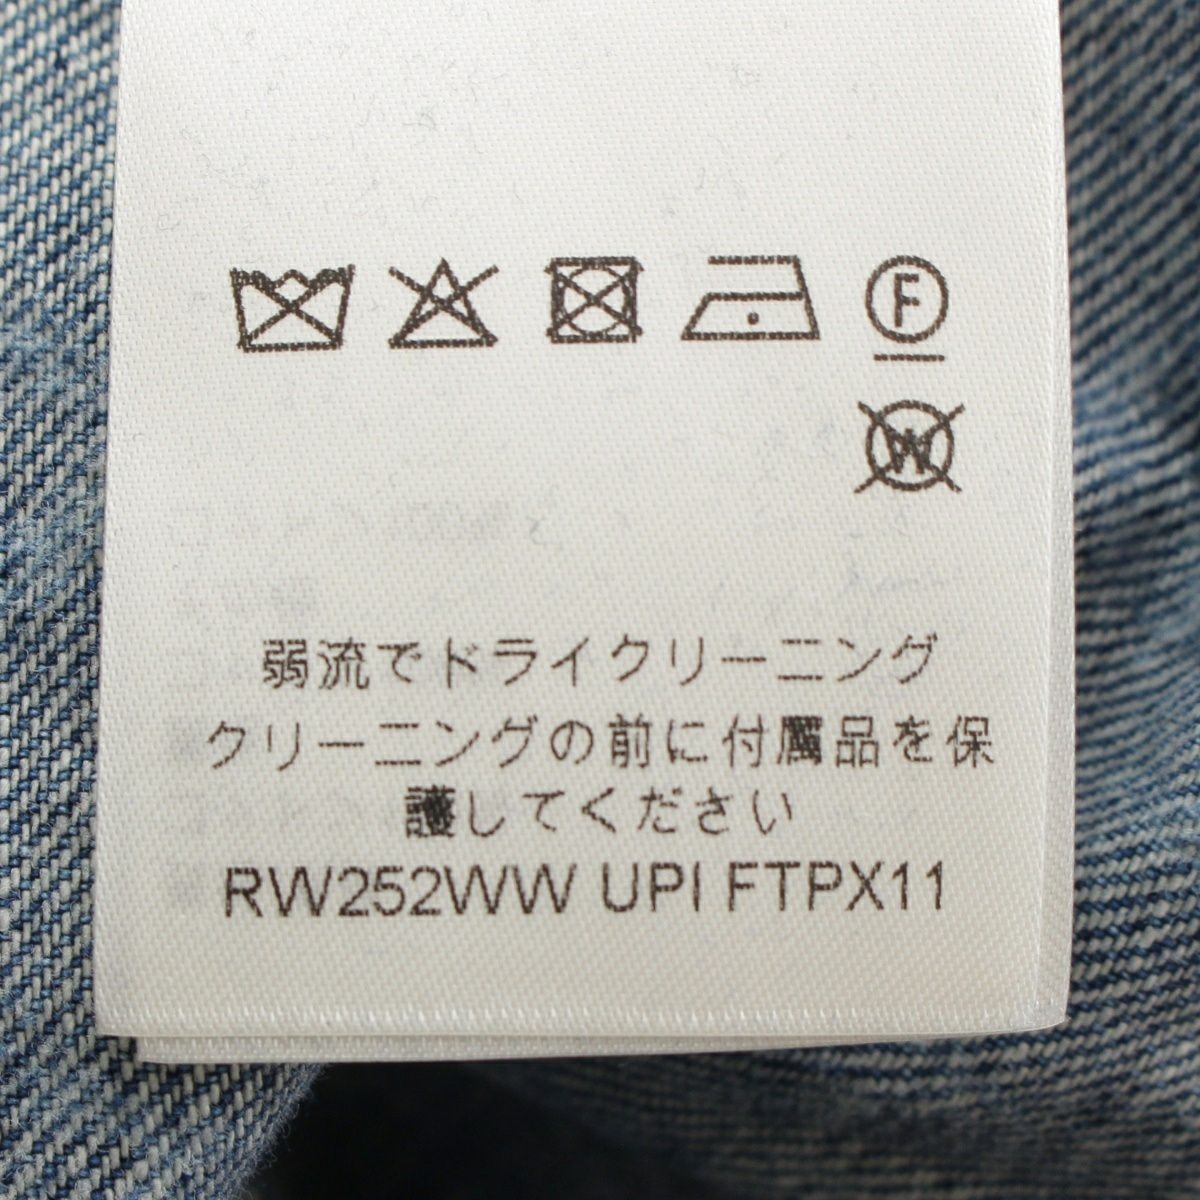 F
W
弱流でドライクリーニング
クリーニングの前に付属品を保
護してください
RW252WW UPI FTPX11